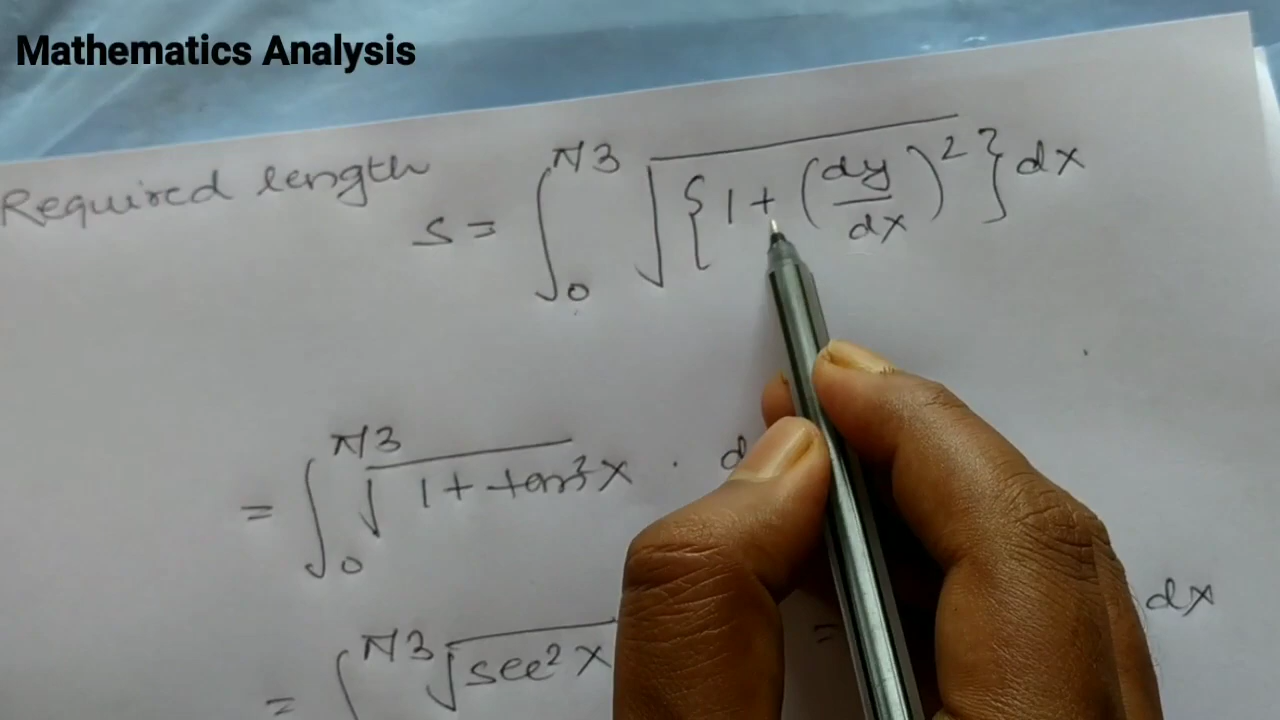 Mathematics Analysis
Required length
s = ∫₀^{π/3} √{1 + (dy/dx)²} dx
= ∫₀^{π/3} √1 + tan²x . d
= ∫^{π/3} √sec²x = dx